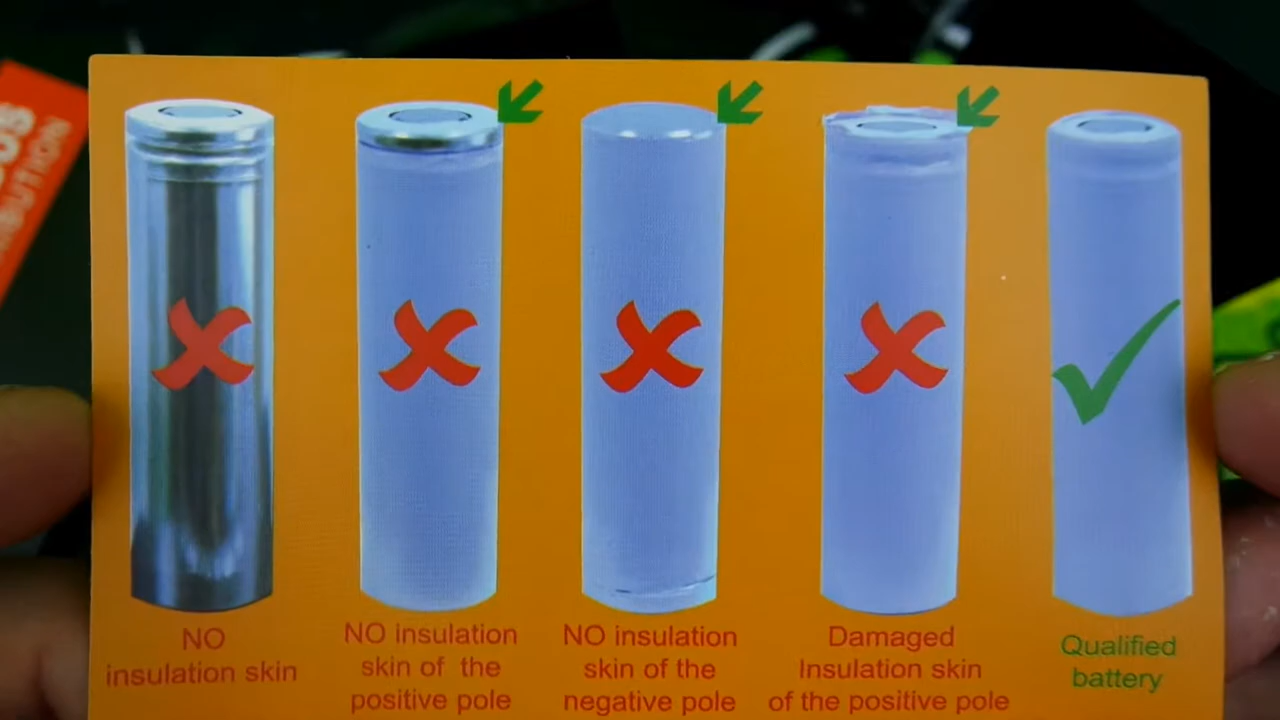 NO
insulation skin
NO insulation
skin of the
positive pole
NO insulation
skin of the
negative pole
Damaged
Insulation skin
of the positive pole
Qualified
battery